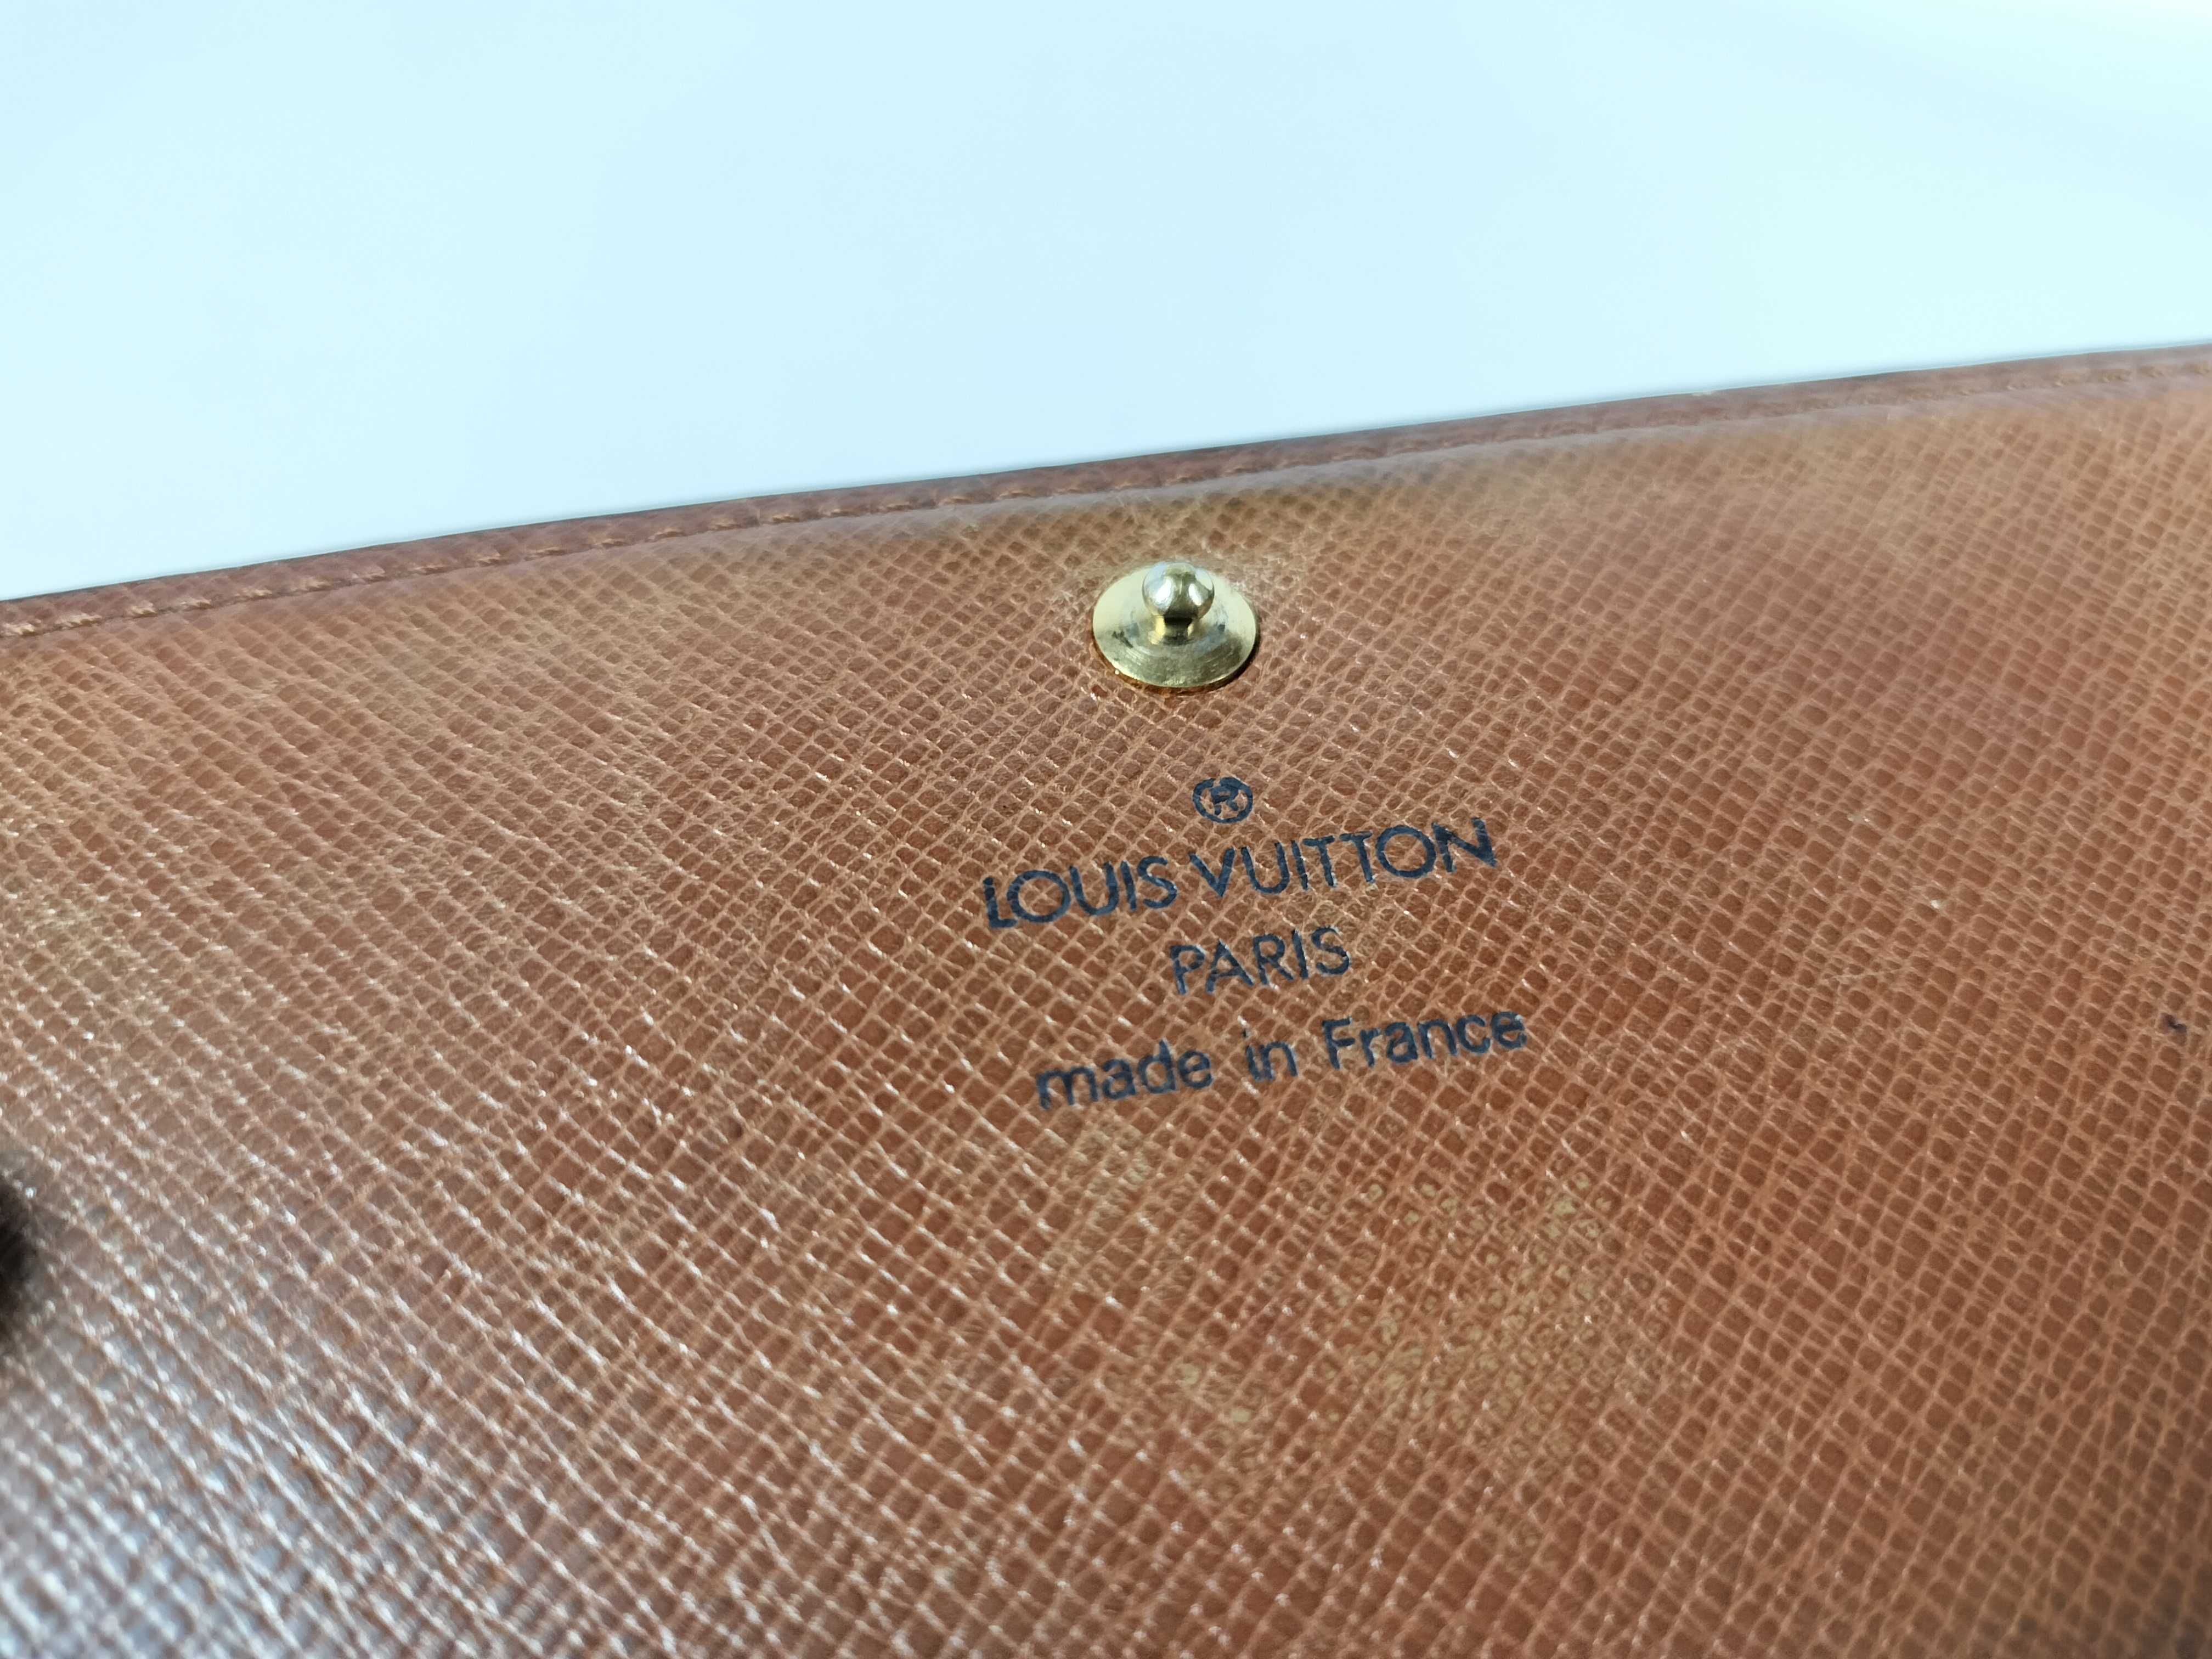 ®
LOUIS VUITTON
PARIS
made in France